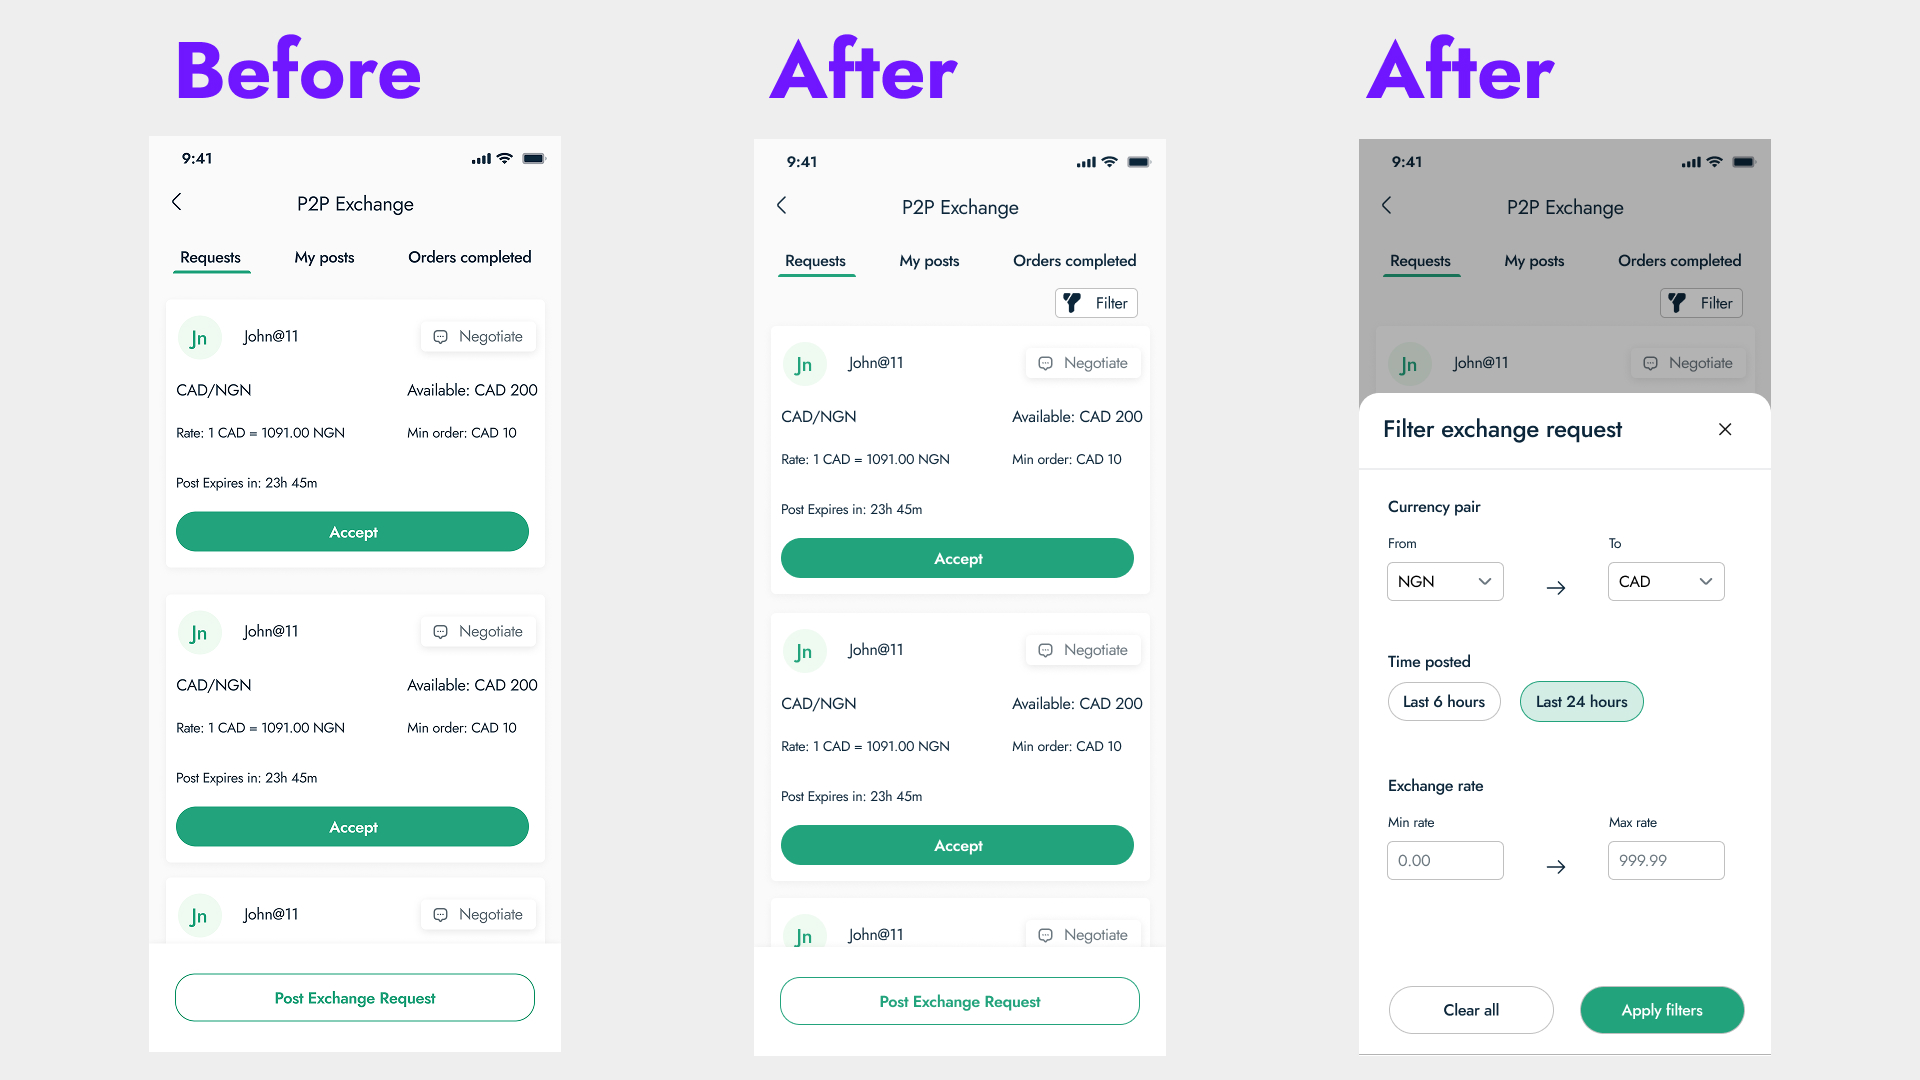 Before
9:41
P2P Exchange
Requests My posts Orders completed
Jn John@11 Negotiate
CAD/NGN Available: CAD 200
Rate: 1 CAD = 1091.00 NGN Min order: CAD 10
Post Expires in: 23h 45m
Accept
Jn John@11 Negotiate
CAD/NGN Available: CAD 200
Rate: 1 CAD = 1091.00 NGN Min order: CAD 10
Post Expires in: 23h 45m
Accept
Jn John@11 Negotiate
Post Exchange Request
After
9:41
P2P Exchange
Requests My posts Orders completed
Filter
Jn John@11 Negotiate
CAD/NGN Available: CAD 200
Rate: 1 CAD = 1091.00 NGN Min order: CAD 10
Post Expires in: 23h 45m
Accept
Jn John@11 Negotiate
CAD/NGN Available: CAD 200
Rate: 1 CAD = 1091.00 NGN Min order: CAD 10
Post Expires in: 23h 45m
Accept
Jn John@11 Negotiate
Post Exchange Request
After
9:41
P2P Exchange
Requests My posts Orders completed
Filter
Jn John@11 Negotiate
Filter exchange request
Currency pair
From To
NGN CAD
Time posted
Last 6 hours Last 24 hours
Exchange rate
Min rate Max rate
0.00 999.99
Clear all Apply filters